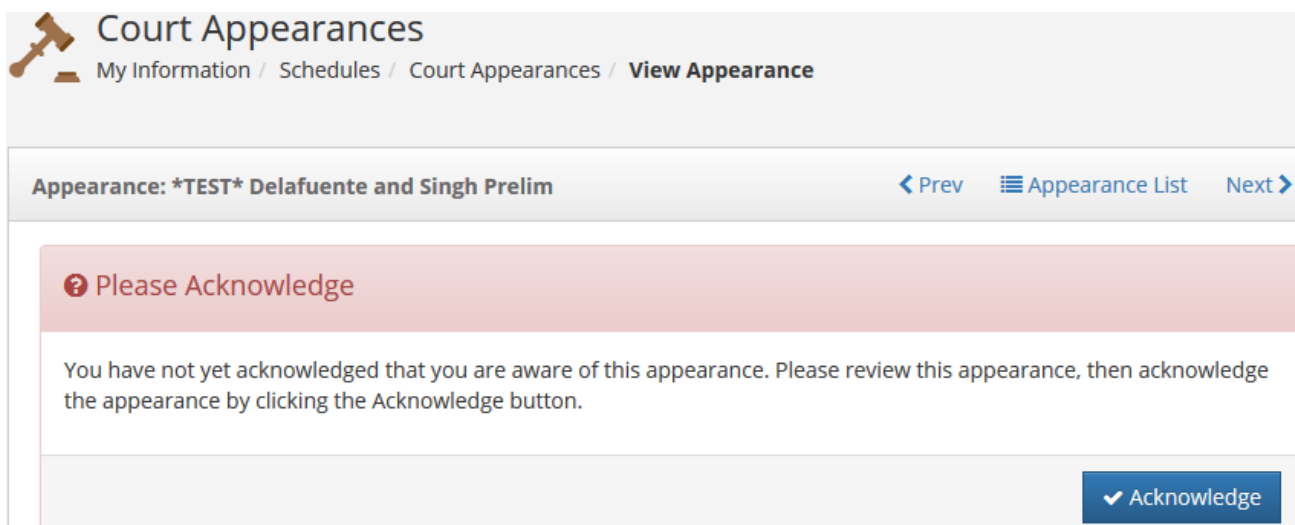 Court Appearances
My Information / Schedules / Court Appearances / View Appearance
Appearance: *TEST* Delafuente and Singh Prelim
Prev
Appearance List
Next
Please Acknowledge
You have not yet acknowledged that you are aware of this appearance. Please review this appearance, then acknowledge
the appearance by clicking the Acknowledge button.
Acknowledge